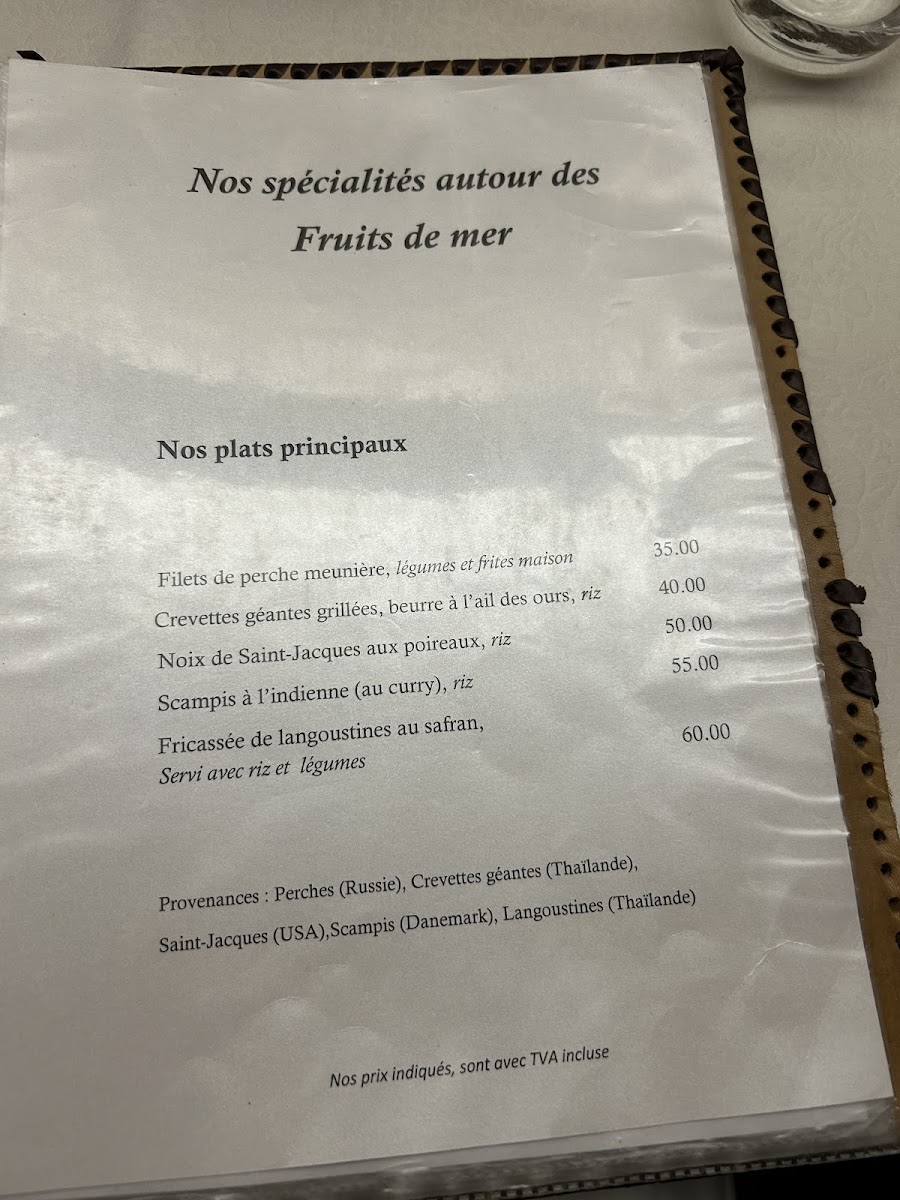 Nos spécialités autour des
Fruits de mer
Nos plats principaux
Filets de perche meunière, légumes et frites maison 35.00
Crevettes géantes grillées, beurre à l'ail des ours, riz 40.00
Noix de Saint-Jacques aux poireaux, riz 50.00
Scampis à l'indienne (au curry), riz 55.00
Fricassée de langoustines au safran, 60.00
Servi avec riz et légumes
Provenances : Perches (Russie), Crevettes géantes (Thaïlande),
Saint-Jacques (USA),Scampis (Danemark), Langoustines (Thaïlande)
Nos prix indiqués, sont avec TVA incluse